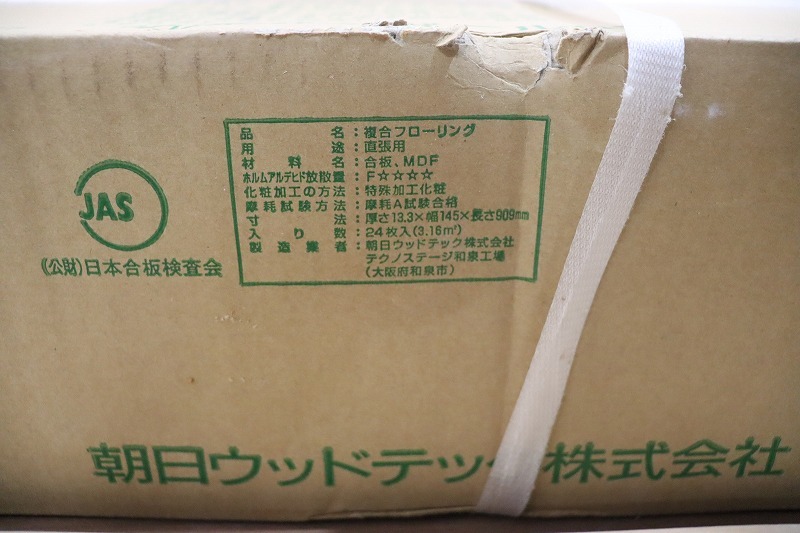 JAS
(公財)日本合板検査会
品名：複合フローリング
用途：直張用
材料名：合板、MDF
ホルムアルデヒド放散量：F☆☆☆☆
化粧加工の方法：特殊加工化粧
摩耗試験方法：摩耗A試験合格
寸法：厚さ13.3×幅145×長さ909mm
入り数：24枚入(3.16㎡)
製造業者：朝日ウッドテック株式会社
テクノステージ和泉工場
(大阪府和泉市)
朝日ウッドテック株式会社